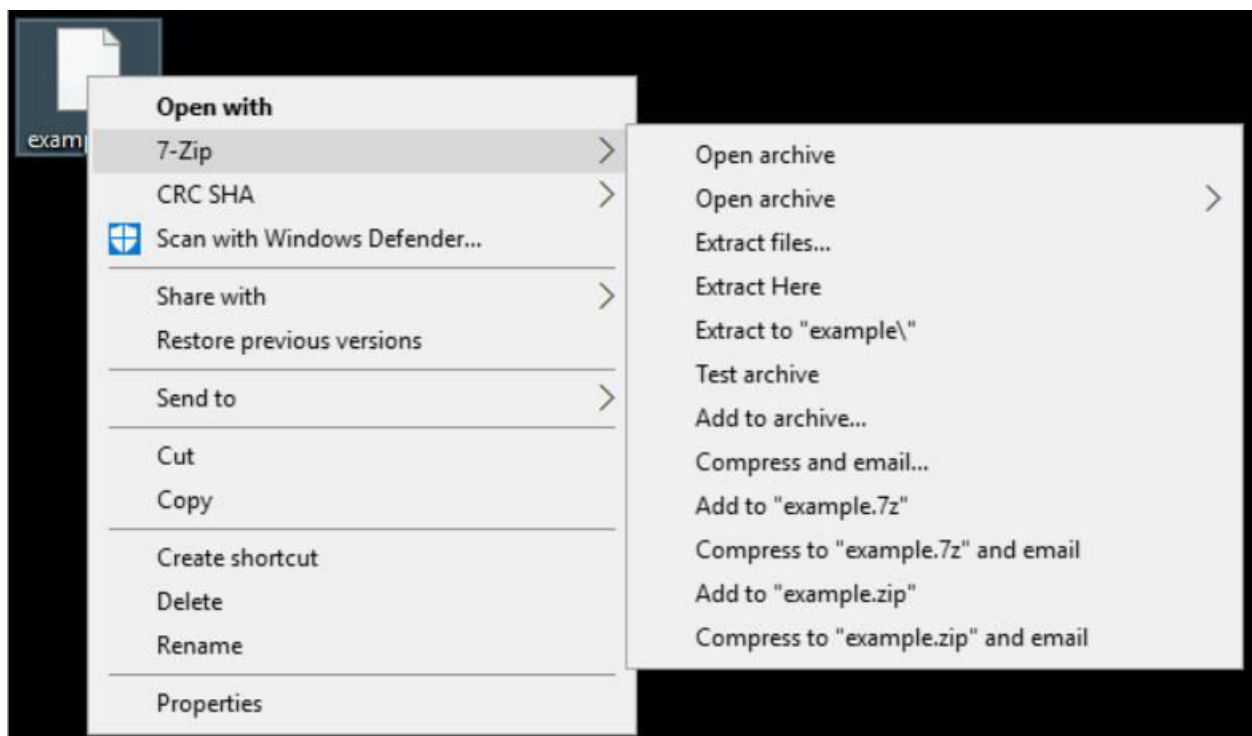 exam
Open with
7-Zip
CRC SHA
Scan with Windows Defender...
Share with
Restore previous versions
Send to
Cut
Copy
Create shortcut
Delete
Rename
Properties
Open archive
Open archive
Extract files...
Extract Here
Extract to "example\"
Test archive
Add to archive...
Compress and email...
Add to "example.7z"
Compress to "example.7z" and email
Add to "example.zip"
Compress to "example.zip" and email